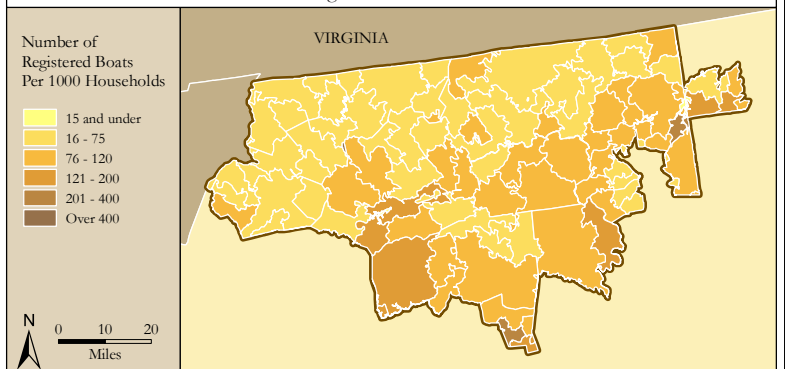 VIRGINIA
Number of
Registered Boats
Per 1000 Households
15 and under
16 - 75
76 - 120
121 - 200
201 - 400
Over 400
N
0 10 20
Miles